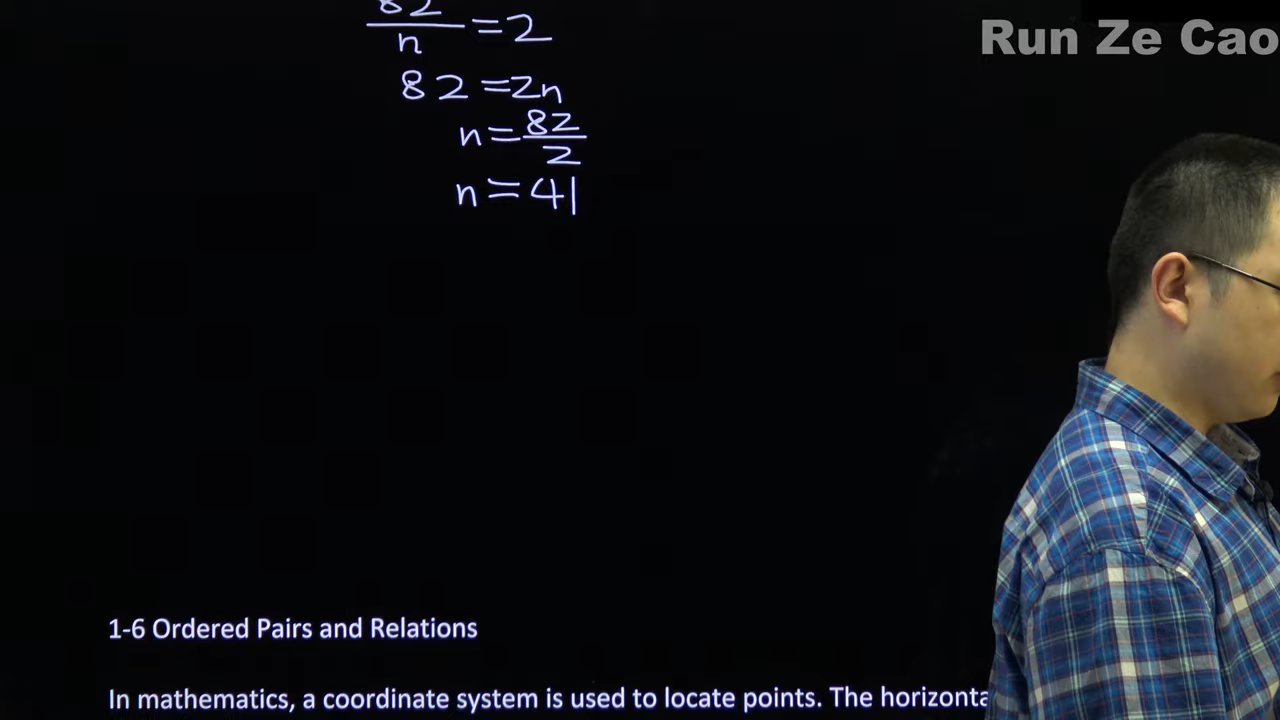 82
n
=2
Run Ze Cao
82=2n
n=82
2
n=41
1-6 Ordered Pairs and Relations
In mathematics, a coordinate system is used to locate points. The horizonta